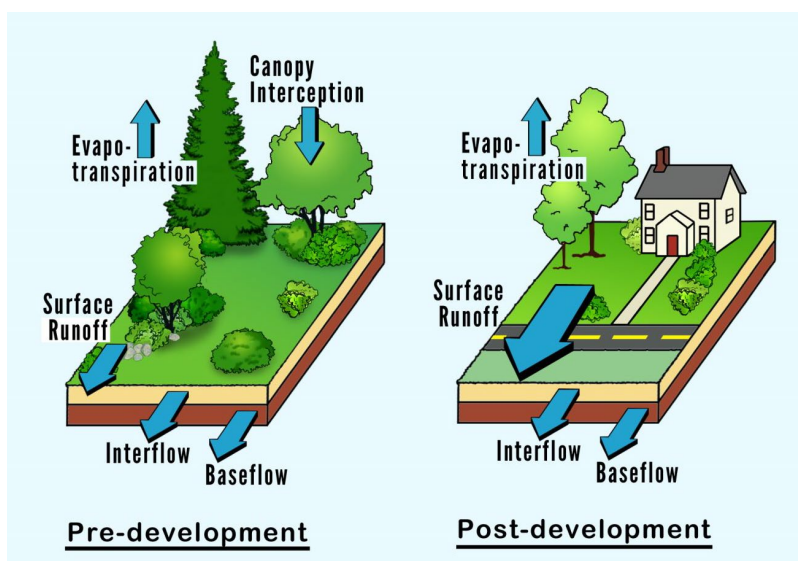 Canopy
Interception
Evapo-
transpiration
Surface
Runoff
Interflow
Baseflow
Pre-development
Evapo-
transpiration
Surface
Runoff
Interflow
Baseflow
Post-development